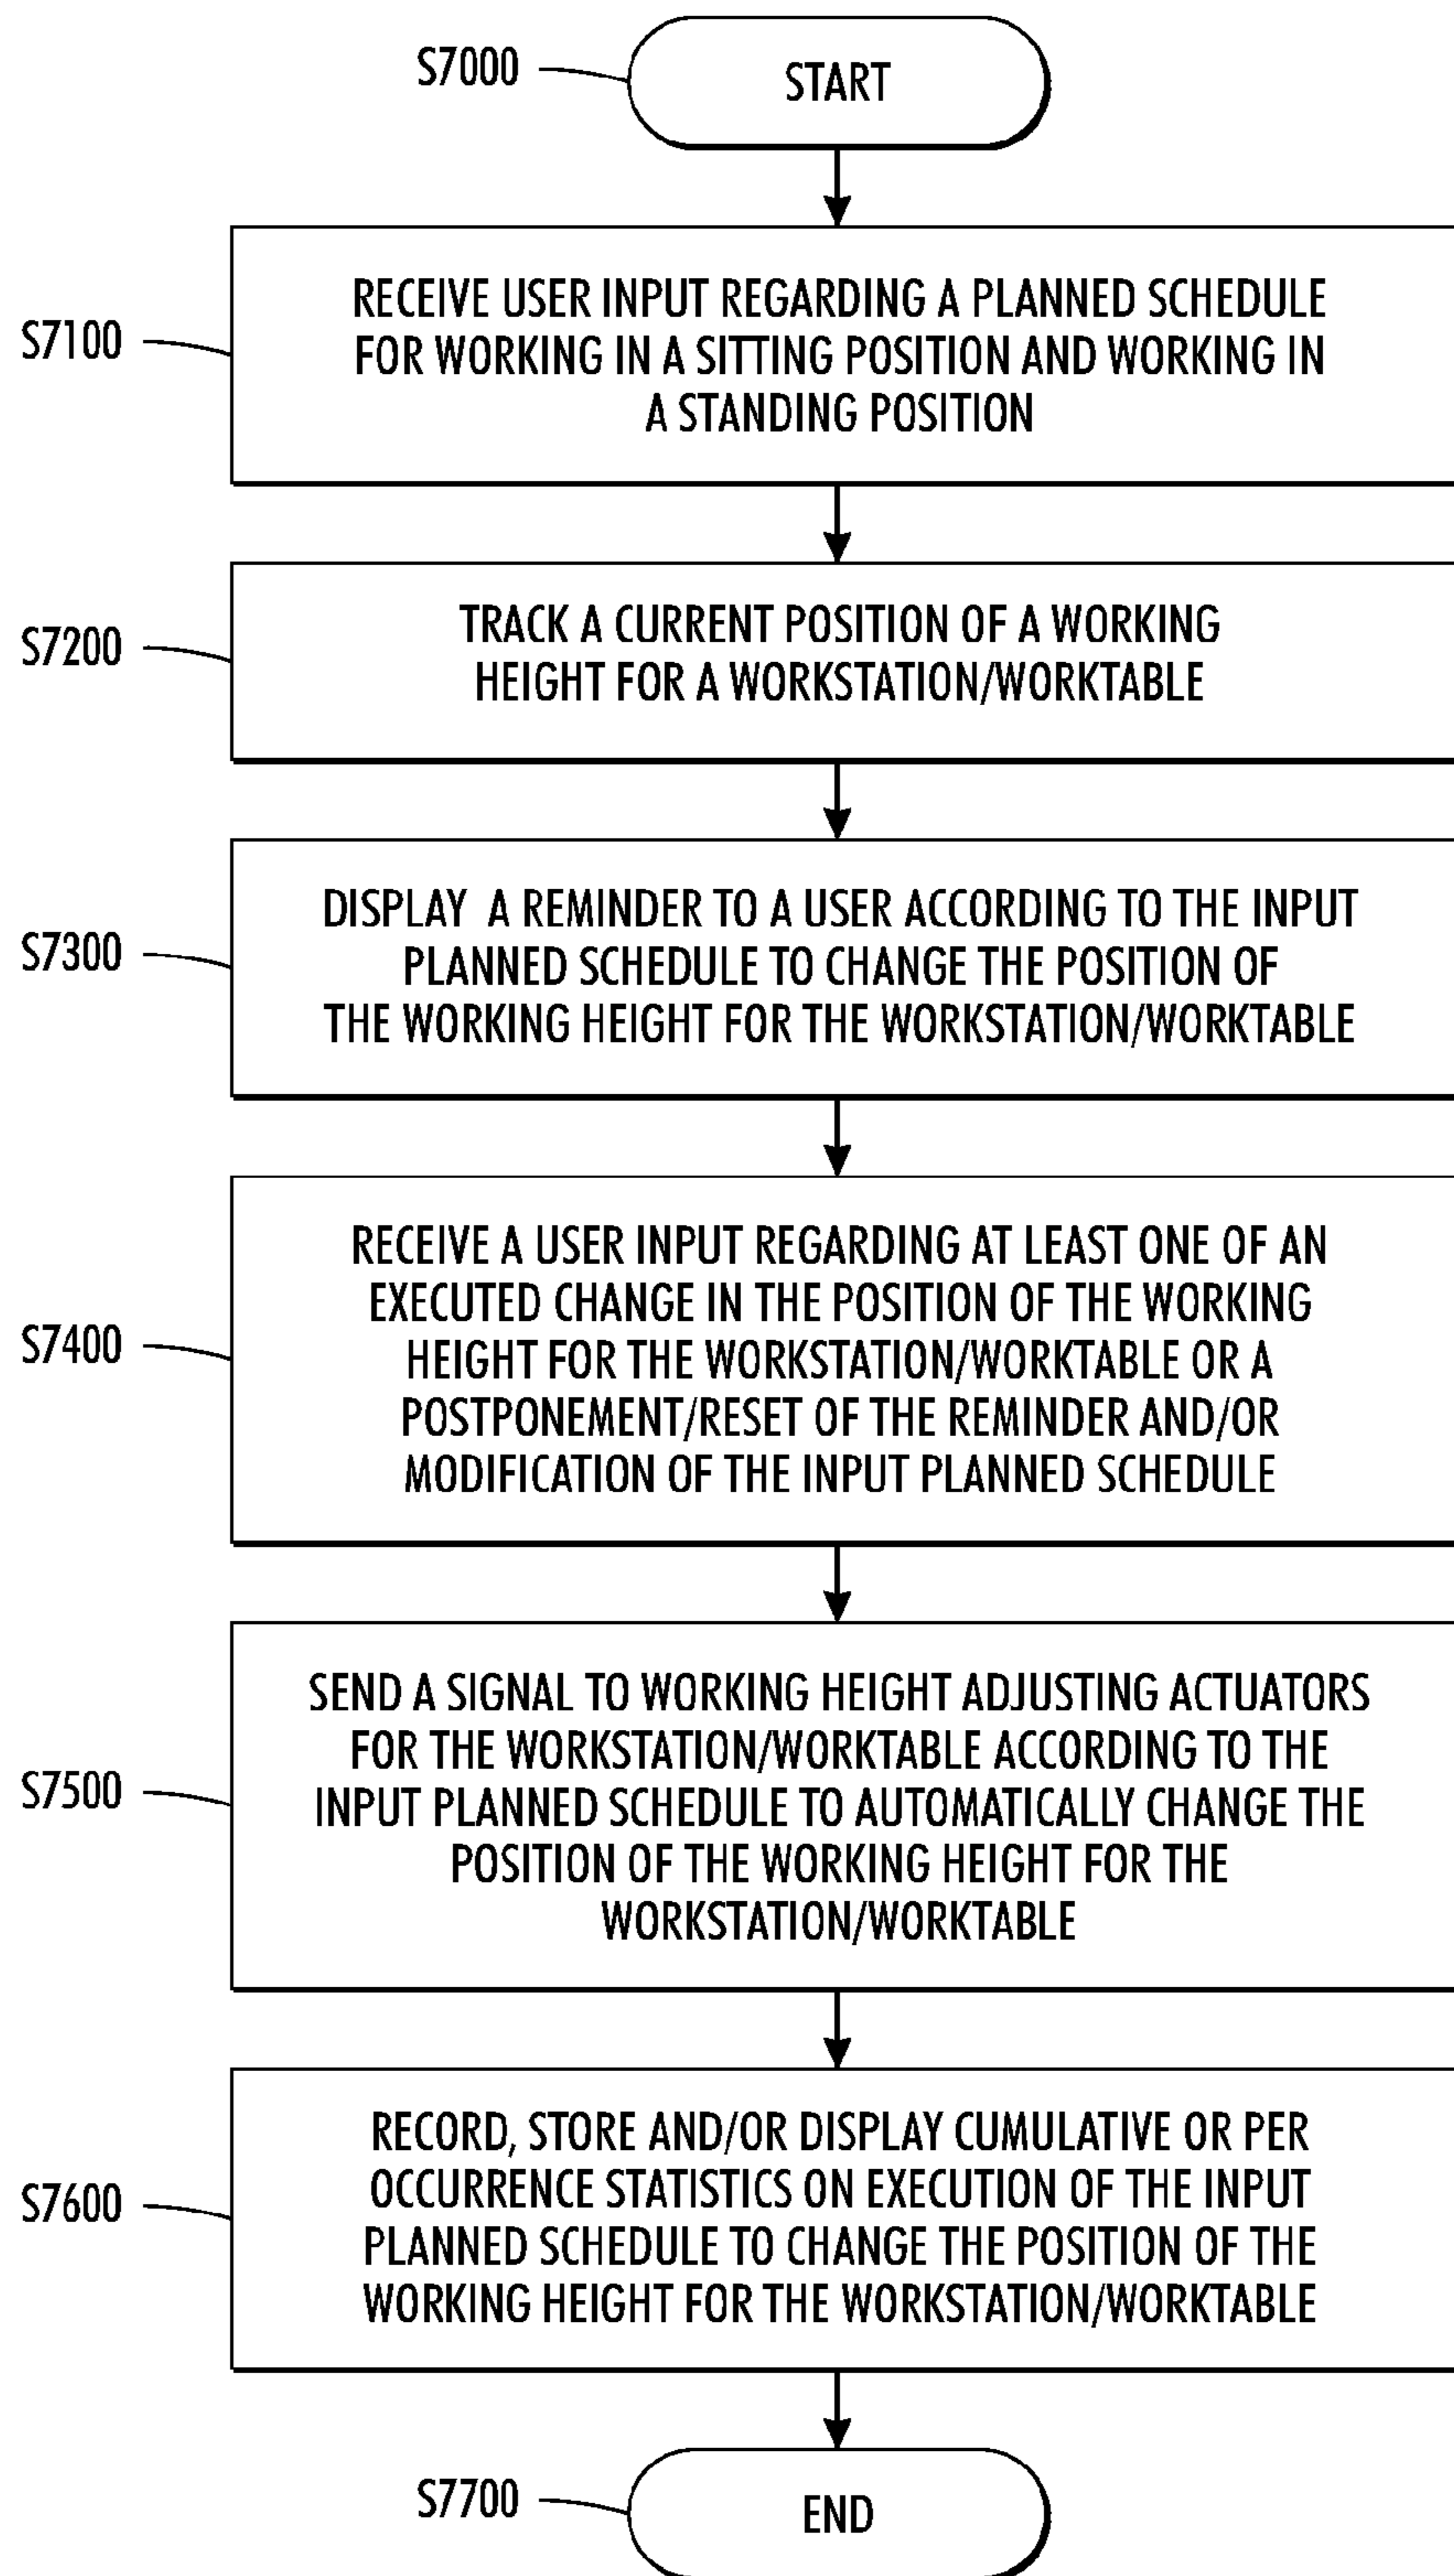 S7000
START
S7100
RECEIVE USER INPUT REGARDING A PLANNED SCHEDULE
FOR WORKING IN A SITTING POSITION AND WORKING IN
A STANDING POSITION
S7200
TRACK A CURRENT POSITION OF A WORKING
HEIGHT FOR A WORKSTATION/WORKTABLE
S7300
DISPLAY A REMINDER TO A USER ACCORDING TO THE INPUT
PLANNED SCHEDULE TO CHANGE THE POSITION OF
THE WORKING HEIGHT FOR THE WORKSTATION/WORKTABLE
S7400
RECEIVE A USER INPUT REGARDING AT LEAST ONE OF AN
EXECUTED CHANGE IN THE POSITION OF THE WORKING
HEIGHT FOR THE WORKSTATION/WORKTABLE OR A
POSTPONEMENT/RESET OF THE REMINDER AND/OR
MODIFICATION OF THE INPUT PLANNED SCHEDULE
S7500
SEND A SIGNAL TO WORKING HEIGHT ADJUSTING ACTUATORS
FOR THE WORKSTATION/WORKTABLE ACCORDING TO THE
INPUT PLANNED SCHEDULE TO AUTOMATICALLY CHANGE THE
POSITION OF THE WORKING HEIGHT FOR THE
WORKSTATION/WORKTABLE
S7600
RECORD, STORE AND/OR DISPLAY CUMULATIVE OR PER
OCCURRENCE STATISTICS ON EXECUTION OF THE INPUT
PLANNED SCHEDULE TO CHANGE THE POSITION OF THE
WORKING HEIGHT FOR THE WORKSTATION/WORKTABLE
S7700
END